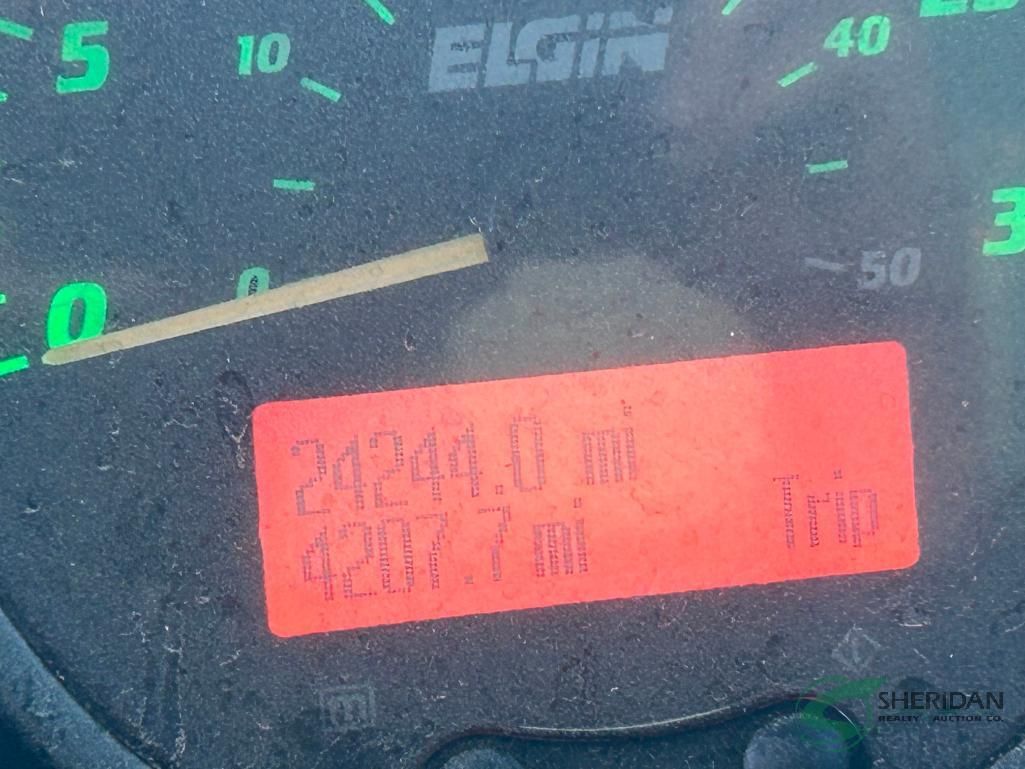 5
10
ELGIN
40
0
0
3
50
24244.0 mi
4207.7 mi
Trip
SHERIDAN
REALTY AUCTION CO.